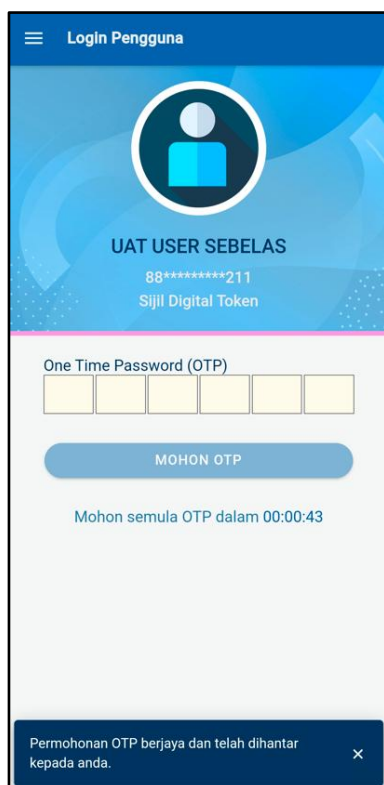 Login Pengguna
UAT USER SEBELAS
88*********211
Sijil Digital Token
One Time Password (OTP)
MOHON OTP
Mohon semula OTP dalam 00:00:43
Permohonan OTP berjaya dan telah dihantar
kepada anda.